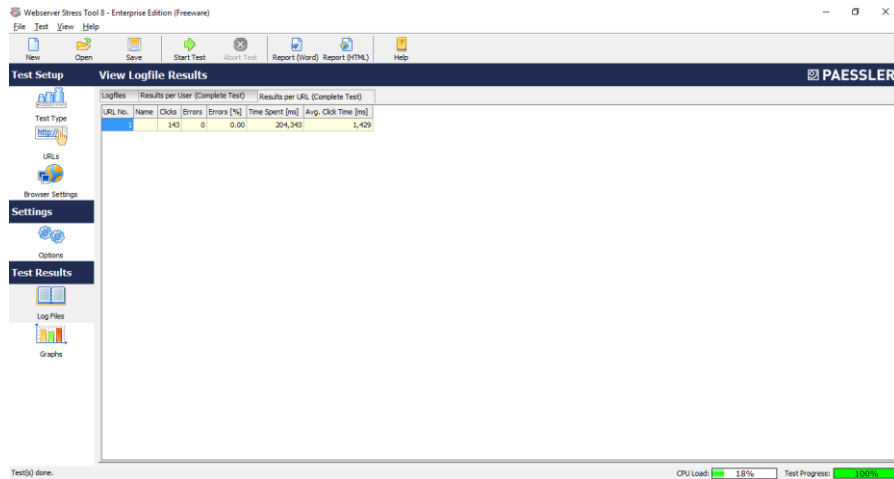 Webserver Stress Tool 8 - Enterprise Edition (Freeware)
File Test View Help
New Open Save Start Test Abort Test Report (Word) Report (HTML) Help
Test Setup
View Logfile Results
PAESSLER
Logfiles Results per User (Complete Test) Results per URL (Complete Test)
URL No. Name Clicks Errors Errors [%] Time Spent [ms] Avg. Click Time [ms]
1 143 0 0.00 204,343 1,429
Test Type
http://
URLs
Browser Settings
Settings
Options
Test Results
Log Files
Graphs
Test(s) done.
CPU Load: 18% Test Progress: 100%